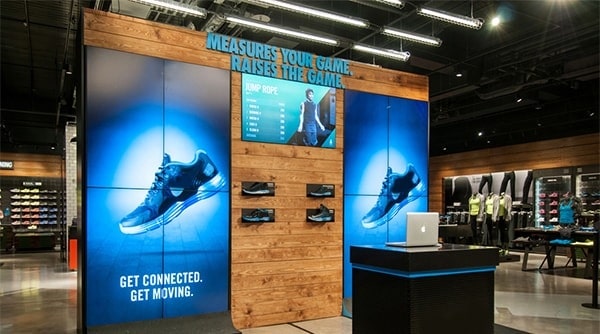 MEASURES YOUR GAME.
RAISES THE GAME.
JUMP ROPE
GET CONNECTED.
GET MOVING.